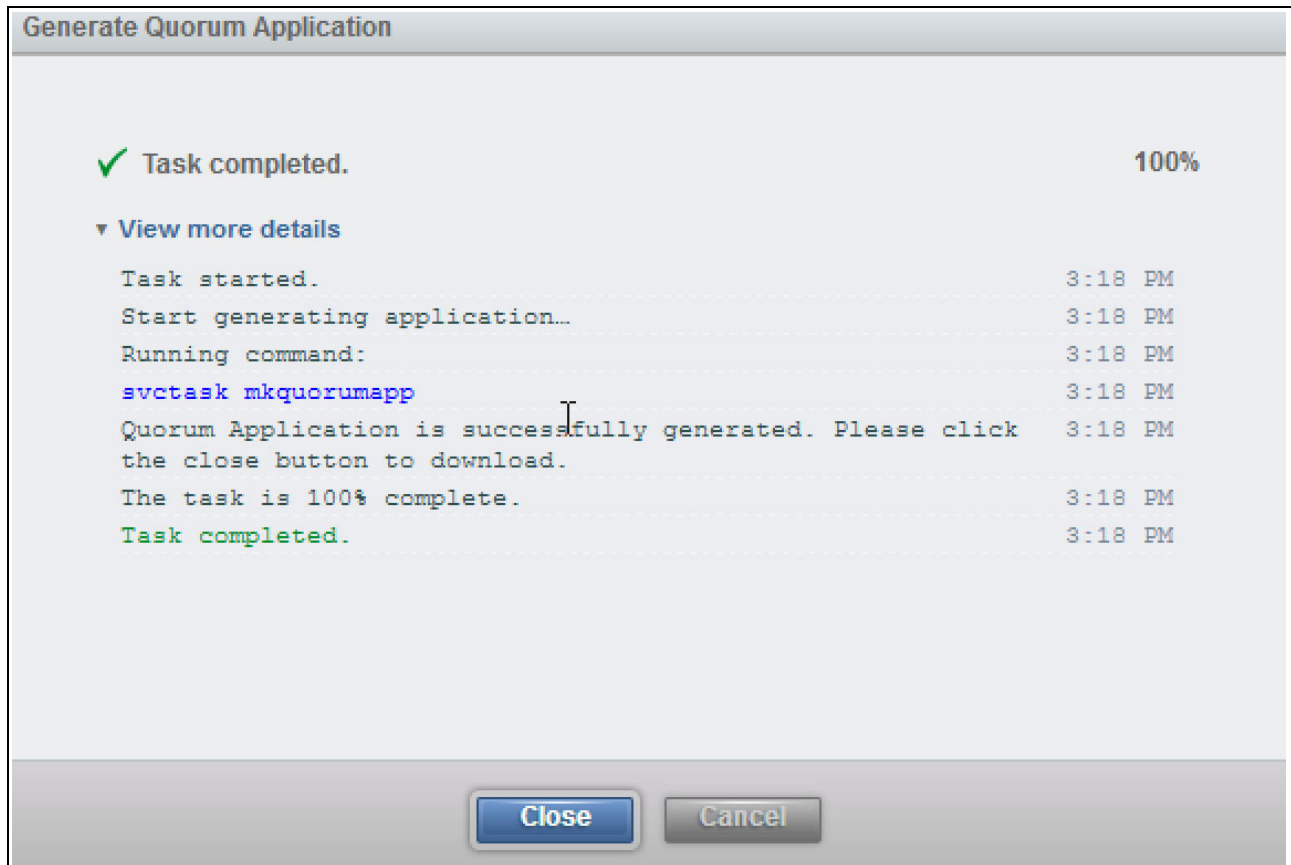 Generate Quorum Application
Task completed. 100%
View more details
Task started. 3:18 PM
Start generating application… 3:18 PM
Running command: 3:18 PM
svctask mkquorumapp 3:18 PM
Quorum Application is successfully generated. Please click 3:18 PM
the close button to download.
The task is 100% complete. 3:18 PM
Task completed. 3:18 PM
Close Cancel